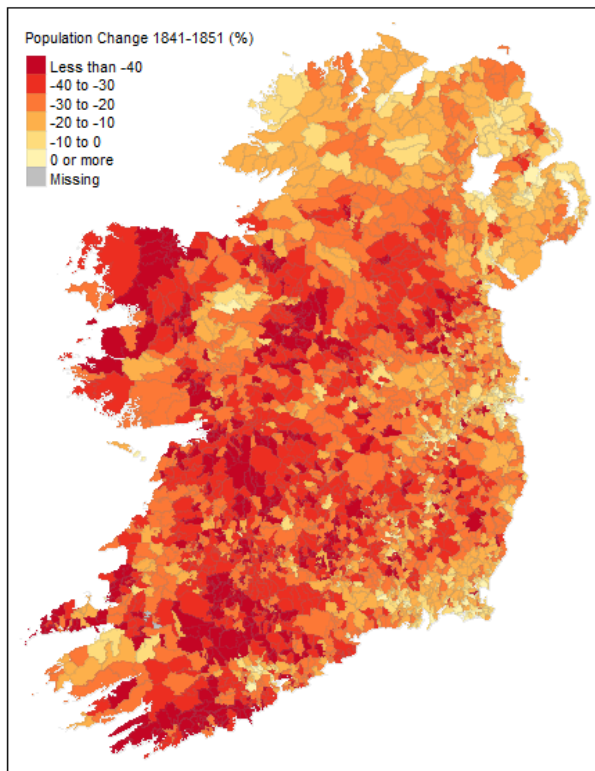 Population Change 1841-1851 (%)
Less than -40
-40 to -30
-30 to -20
-20 to -10
-10 to 0
0 or more
Missing